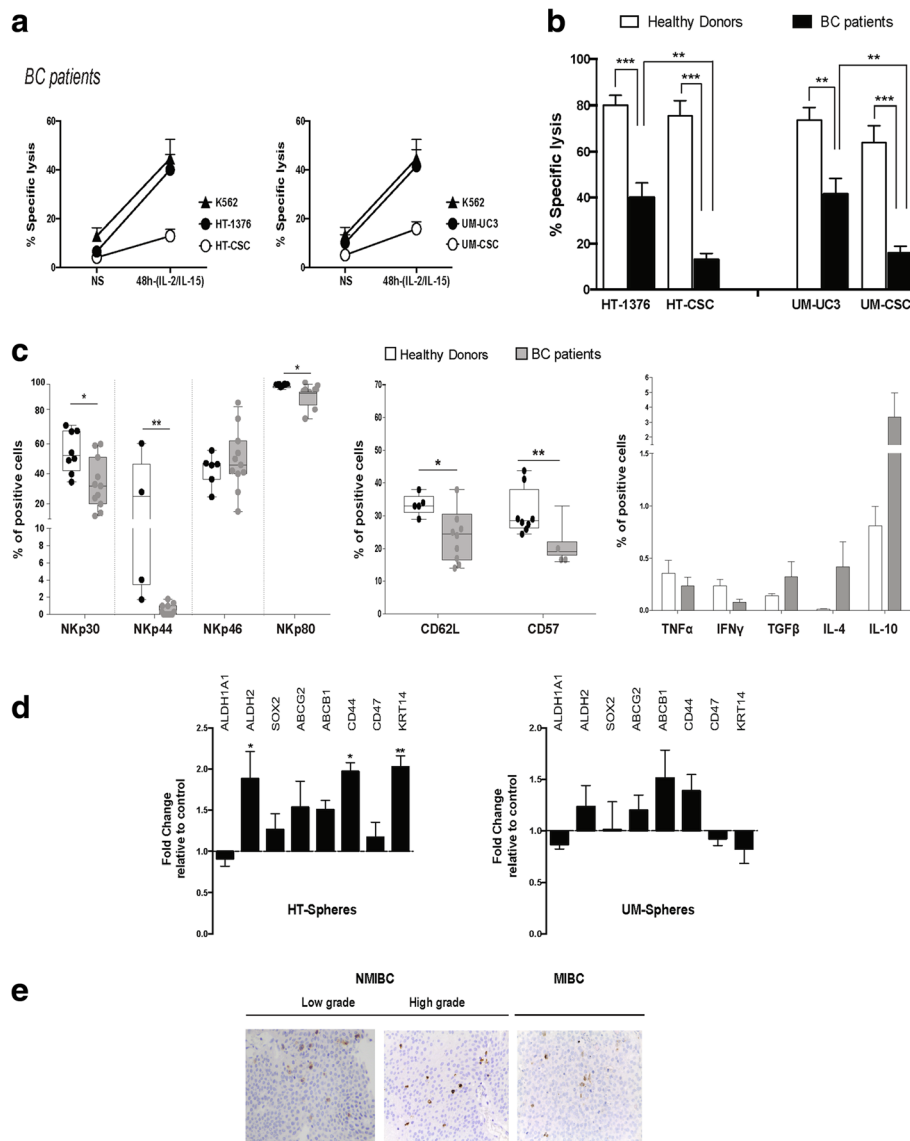 a
BC patients
% Specific lysis
60
40
20
0
NS
48h-(IL-2/IL-15)
K562
HT-1376
HT-CSC
% Specific lysis
60
40
20
0
NS
48h-(IL-2/IL-15)
K562
UM-UC3
UM-CSC
b
Healthy Donors
BC patients
% Specific lysis
100
80
60
40
20
0
***
**
***
**
**
***
HT-1376
HT-CSC
UM-UC3
UM-CSC
c
Healthy Donors
BC patients
% of positive cells
100
80
60
40
20
10
8
6
4
2
0
*
**
*
NKp30
NKp44
NKp46
NKp80
% of positive cells
70
60
50
40
30
20
10
0
*
**
CD62L
CD57
% of positive cells
6
5
4
3
2
1.5
1.0
0.5
0.0
TNFα
IFNγ
TGFβ
IL-4
IL-10
d
ALDH1A1
ALDH2
SOX2
ABCG2
ABCB1
CD44
CD47
KRT14
Fold Change
relative to control
2.5
2.0
1.5
1.0
0.5
0.0
*
*
**
HT-Spheres
ALDH1A1
ALDH2
SOX2
ABCG2
ABCB1
CD44
CD47
KRT14
Fold Change
relative to control
2.0
1.5
1.0
0.5
0.0
UM-Spheres
e
NMIBC
MIBC
Low grade
High grade